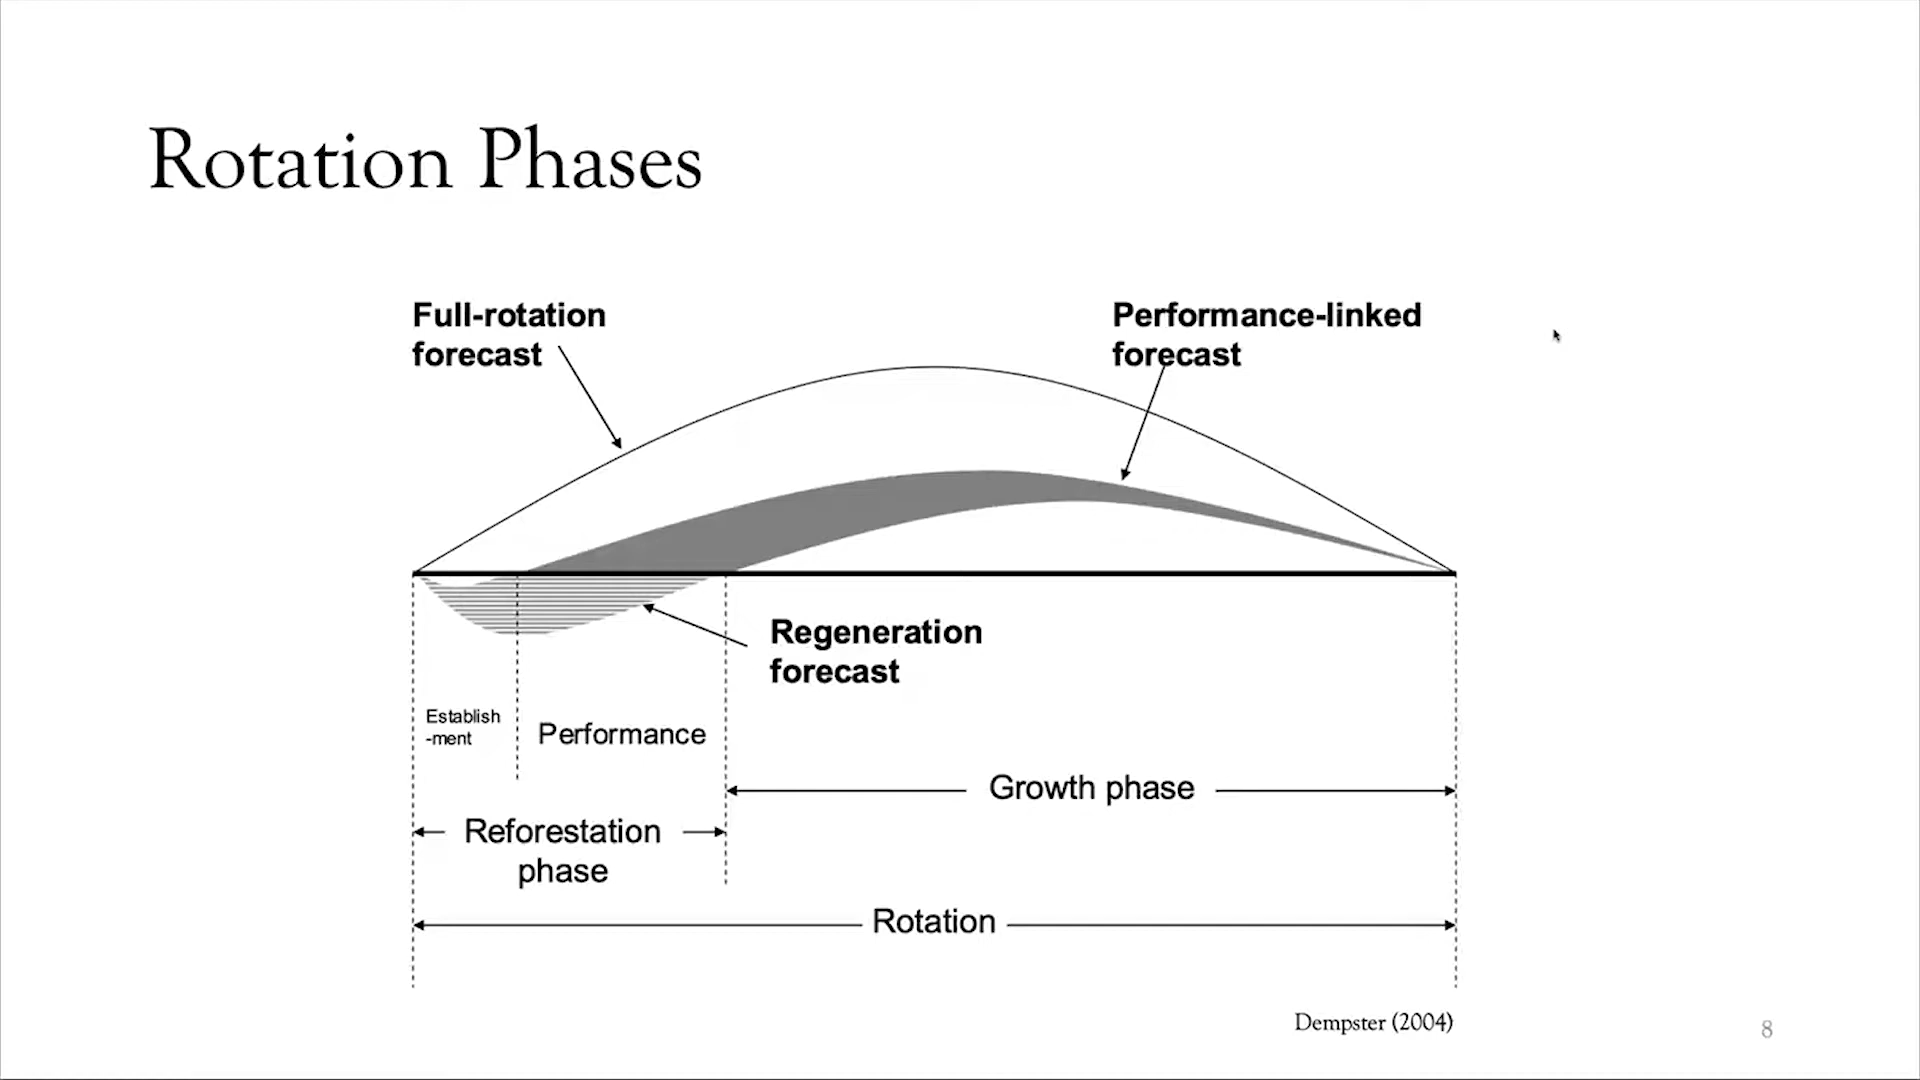 Rotation Phases
Full-rotation
forecast
Performance-linked
forecast
Regeneration
forecast
Establish
-ment
Performance
Growth phase
Reforestation
phase
Rotation
Dempster (2004)
8